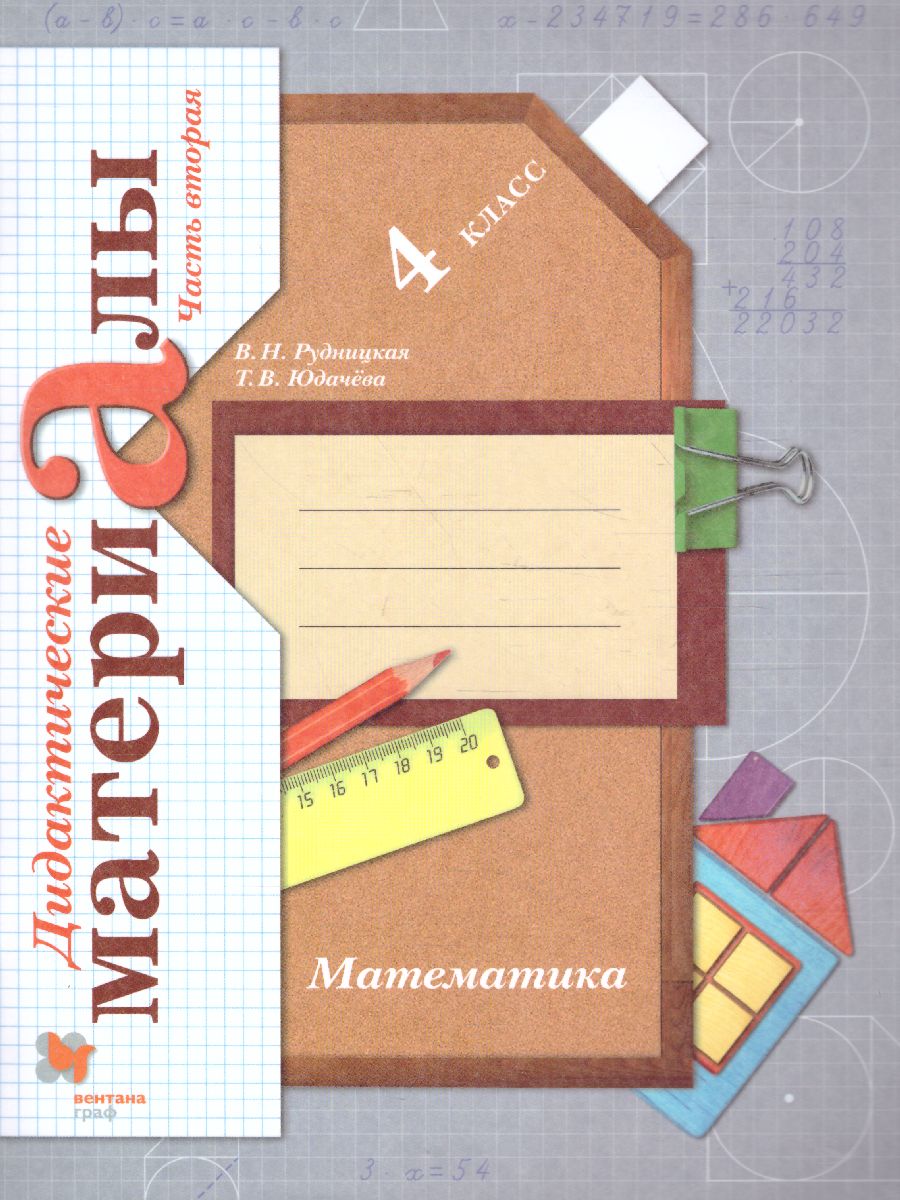 (a - b) · c = a · c - b · c
x - 234719 = 286 · 649
Дидактические
материАлы
Часть вторая
4 класс
В. Н. Рудницкая
Т. В. Юдачёва
108
204
432
+
216
22032
15 16 17 18 19 20
Математика
вентана
граф
3 · x = 54